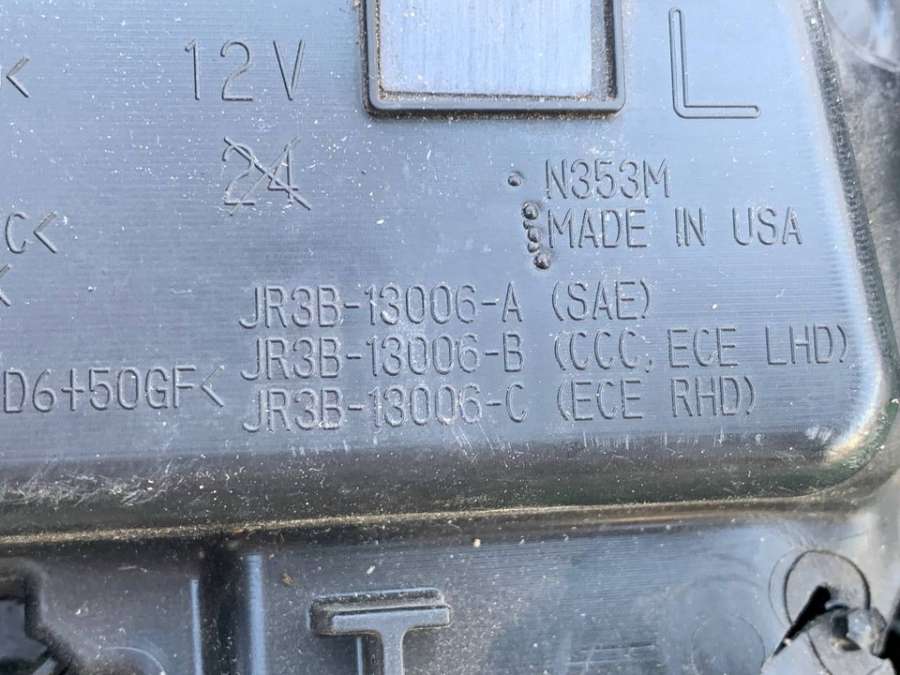 <
12V
L
24
N353M
C<
MADE IN USA
<
JR3B-13006-A (SAE)
JR3B-13006-B (CCC, ECE LHD)
D6+50GF<
JR3B-13006-C (ECE RHD)
T